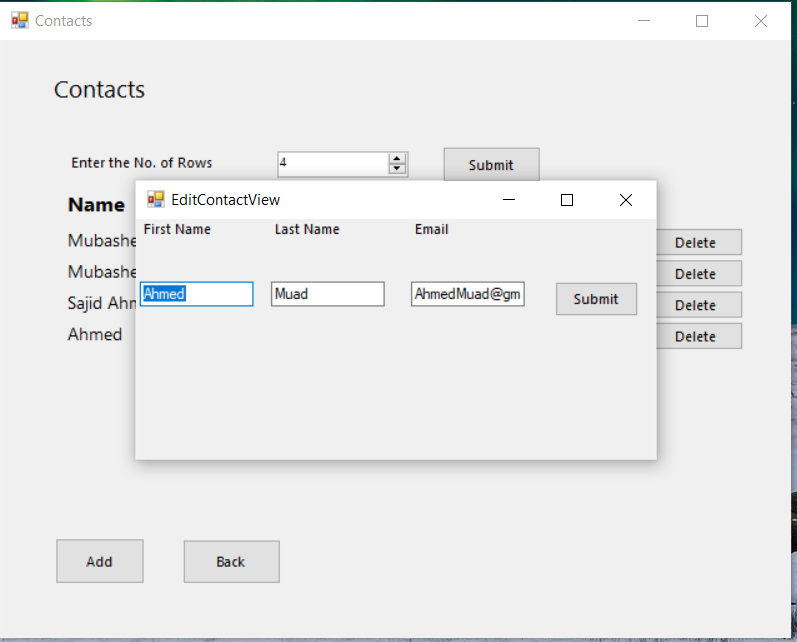 Contacts
Contacts
Enter the No. of Rows 4 Submit
Name
EditContactView
First Name Last Name Email
Mubashe Delete
Mubashe Delete
Ahmed Muad AhmedMuad@gm Submit
Sajid Ahm Delete
Ahmed Delete
Add Back